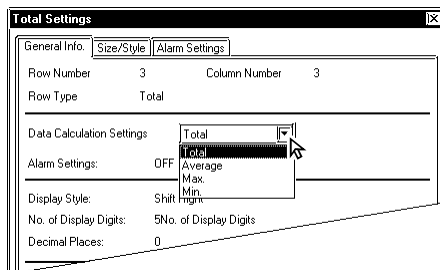 Total Settings
General Info. Size/Style Alarm Settings
Row Number 3 Column Number 3
Row Type Total
Data Calculation Settings Total
Total
Alarm Settings: OFF Average
Max.
Min.
Display Style: Shift Right
No. of Display Digits: 5No. of Display Digits
Decimal Places: 0